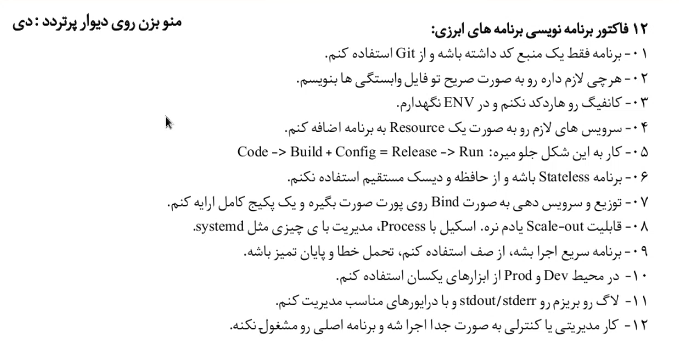 منو بزن روی دیوار پرتردد : دی
۱۲ فاکتور برنامه نویسی برنامه های ابرزی:
۰۱- برنامه فقط یک منبع کد داشته باشه و از Git استفاده کنم.
۰۲- هر چی لازم داره رو به صورت صریح تو فایل وابستگی ها بنویسم.
۰۳- کانفیگ رو هاردکد نکنم و در ENV نگهدارم.
۰۴- سرویس های لازم رو به صورت یک Resource به برنامه اضافه کنم.
۰۵- کار به این شکل جلو میره: Code -> Build + Config = Release -> Run
۰۶- برنامه Stateless باشه و از حافظه و دیسک مستقیم استفاده نکنم.
۰۷- توزیع و سرویس دهی به صورت Bind روی پورت صورت بگیره و یک پکیج کامل ارایه کنم.
۰۸- قابلیت Scale-out یادم نره. اسکیل با Process، مدیریت با ی چیزی مثل systemd.
۰۹- برنامه سریع اجرا بشه، از صف استفاده کنم، تحمل خطا و پایان تمیز باشه.
۱۰- در محیط Dev و Prod از ابزارهای یکسان استفاده کنم.
۱۱- لاگ رو بریزم رو stdout/stderr و با درایورهای مناسب مدیریت کنم.
۱۲- کار مدیریتی یا کنترلی به صورت جدا اجرا شه و برنامه اصلی رو مشغول نکنه.